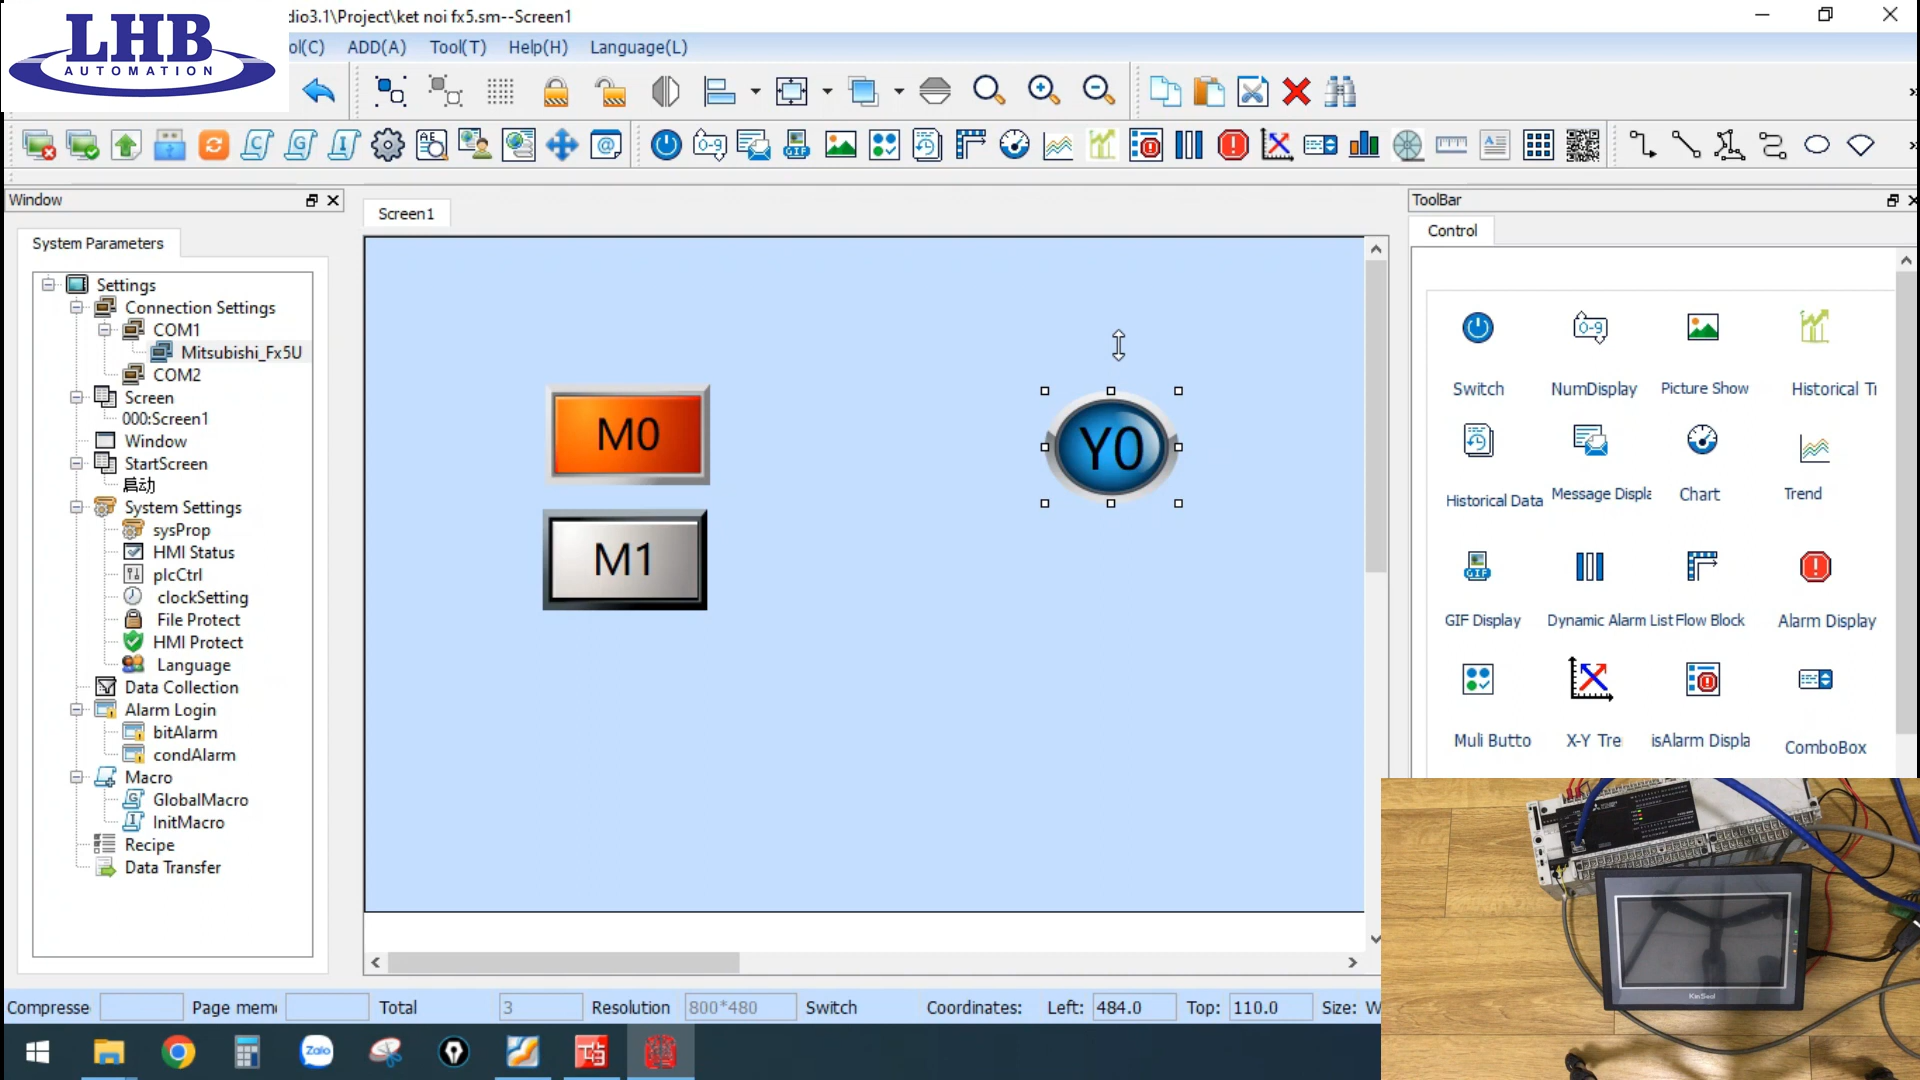 LHB
AUTOMATION
dio3.1\Project\ket noi fx5.sm--Screen1
ol(C) ADD(A) Tool(T) Help(H) Language(L)
Window
System Parameters
Settings
Connection Settings
COM1
Mitsubishi_Fx5U
COM2
Screen
000:Screen1
Window
StartScreen
启动
System Settings
sysProp
HMI Status
plcCtrl
clockSetting
File Protect
HMI Protect
Language
Data Collection
Alarm Login
bitAlarm
condAlarm
Macro
GlobalMacro
InitMacro
Recipe
Data Transfer
Screen1
M0
M1
Y0
ToolBar
Control
Switch NumDisplay Picture Show Historical Ti
Historical Data Message Displa Chart Trend
GIF Display Dynamic Alarm List Flow Block Alarm Display
Muli Butto X-Y Tre isAlarm Displa ComboBox
KinSeal
Compresse Page mem Total 3 Resolution 800*480 Switch Coordinates: Left: 484.0 Top: 110.0 Size: W
Zalo